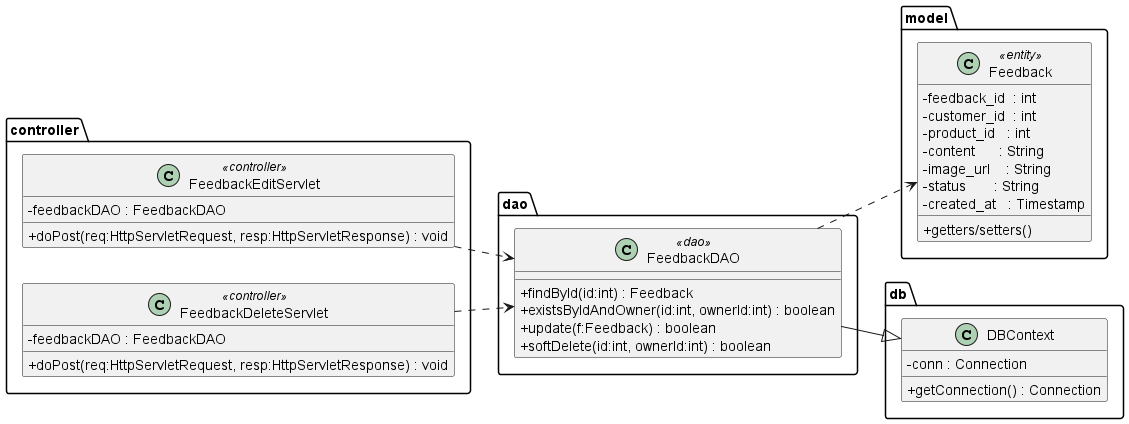 controller
«controller»
FeedbackEditServlet
-feedbackDAO : FeedbackDAO
+doPost(req:HttpServletRequest, resp:HttpServletResponse) : void
«controller»
FeedbackDeleteServlet
-feedbackDAO : FeedbackDAO
+doPost(req:HttpServletRequest, resp:HttpServletResponse) : void
dao
«dao»
FeedbackDAO
+findById(id:int) : Feedback
+existsByIdAndOwner(id:int, ownerId:int) : boolean
+update(f:Feedback) : boolean
+softDelete(id:int, ownerId:int) : boolean
model
«entity»
Feedback
-feedback_id : int
-customer_id : int
-product_id : int
-content : String
-image_url : String
-status : String
-created_at : Timestamp
+getters/setters()
db
DBContext
-conn : Connection
+getConnection() : Connection
C
C
C
C
C